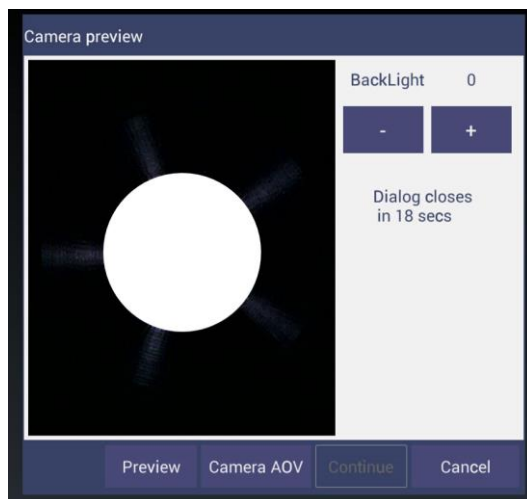 Camera preview
BackLight 0
- +
Dialog closes
in 18 secs
Preview Camera AOV Continue Cancel